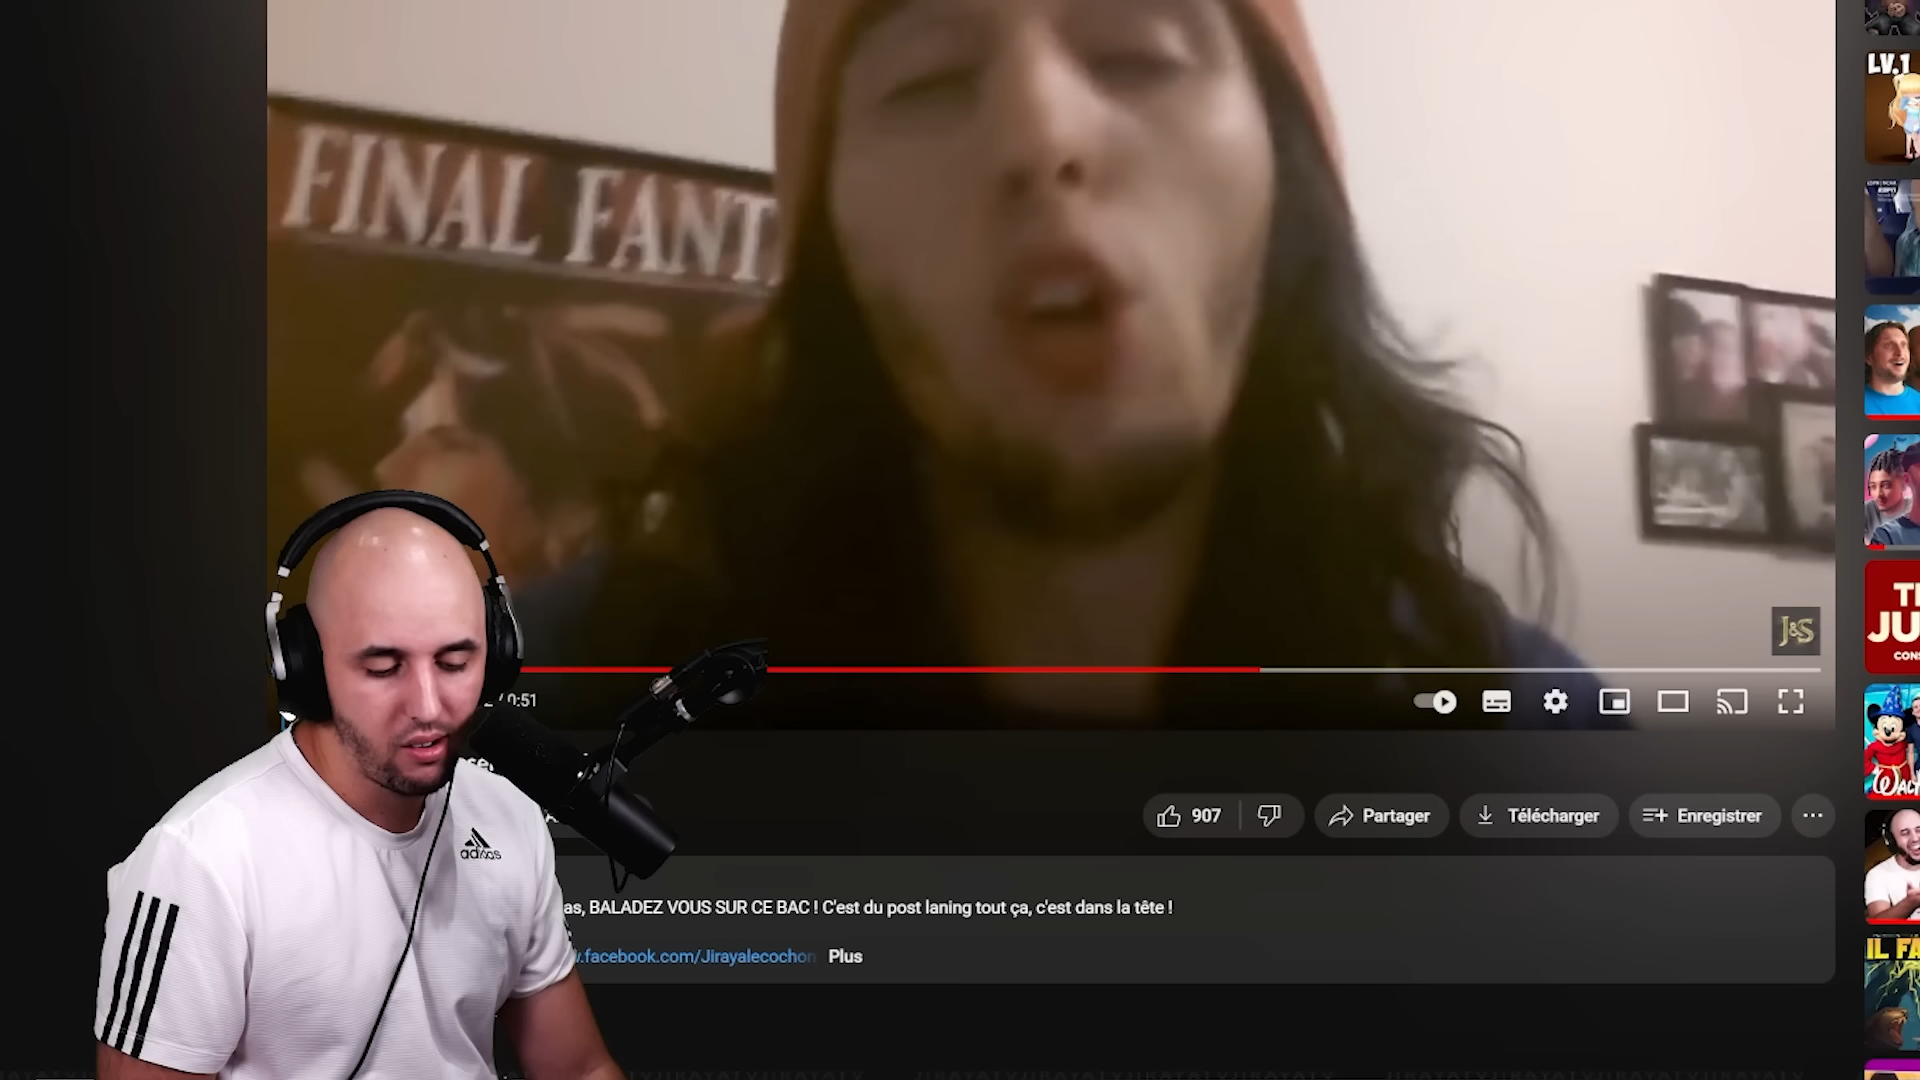 LV.1
FINAL FANT
J&S
/ 0:51
907
Partager
Télécharger
Enregistrer
adidas
as, BALADEZ VOUS SUR CE BAC ! C'est du post laning tout ça, c'est dans la tête !
.facebook.com/Jirayalecochon
Plus
IL FA